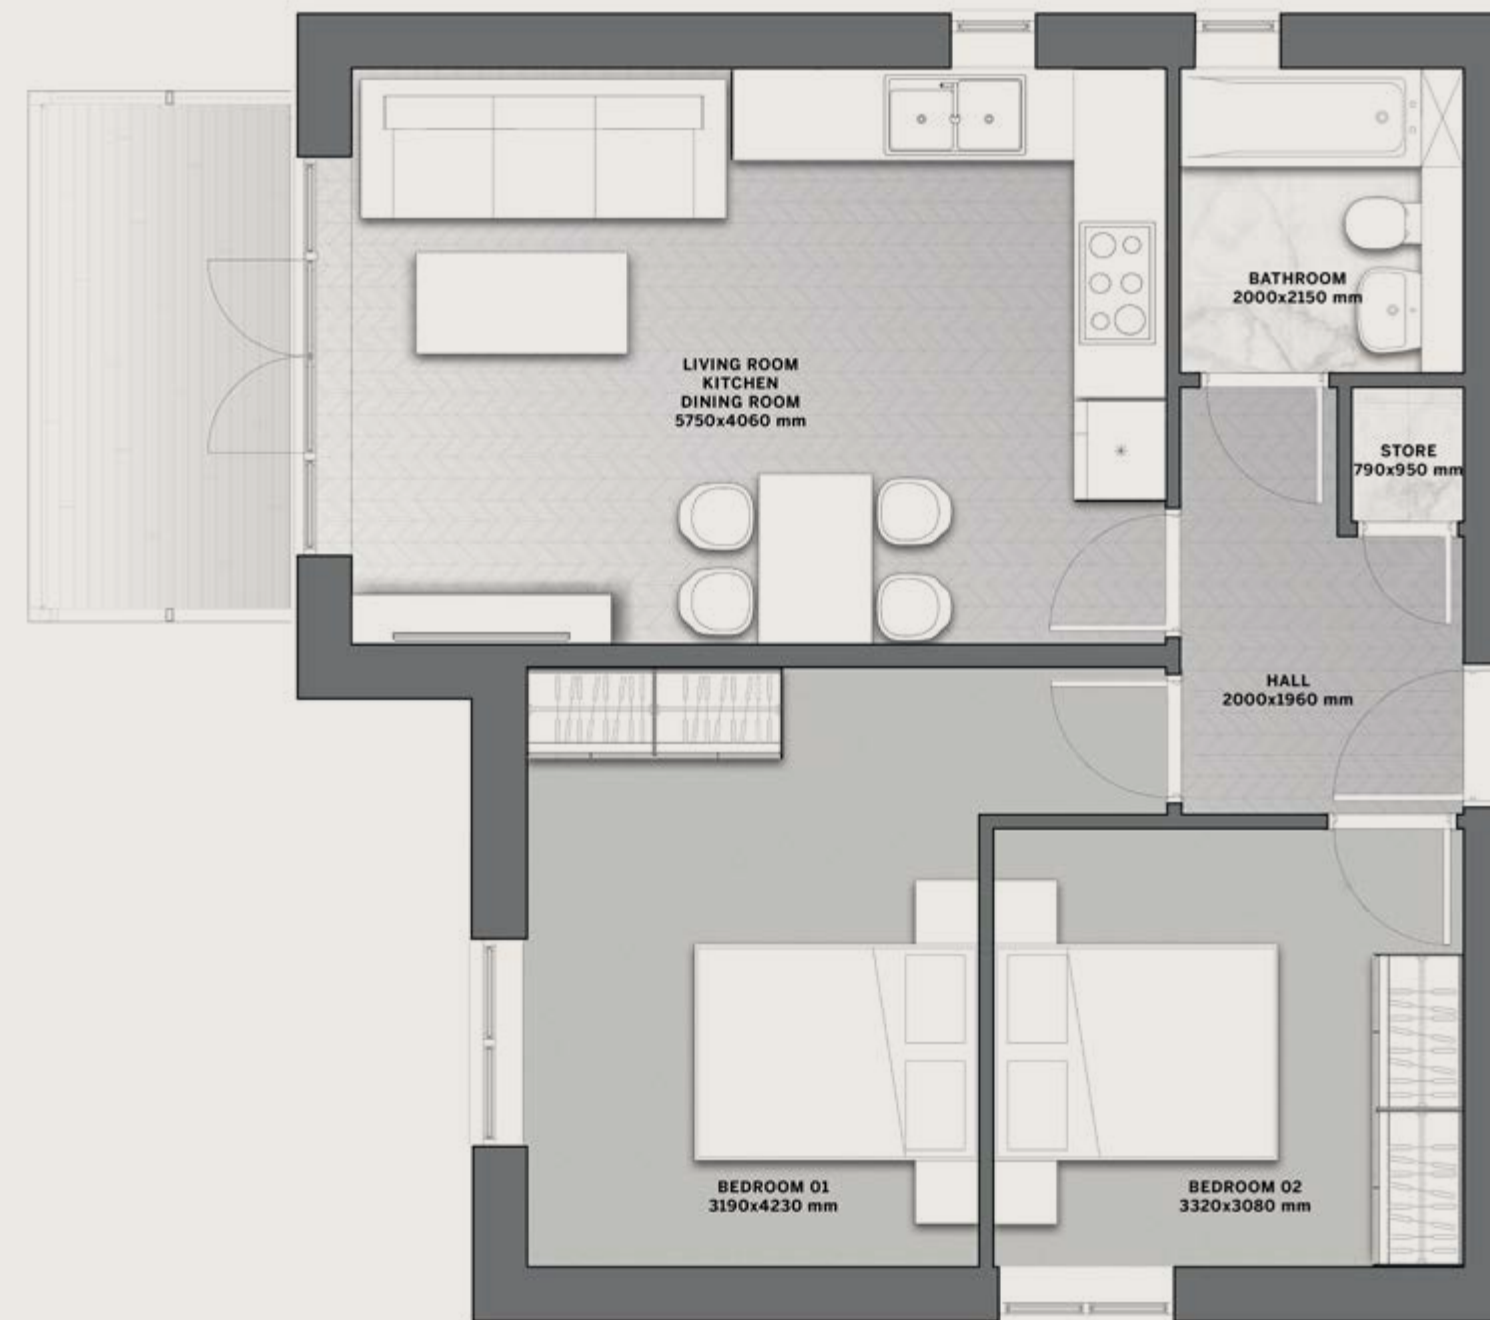 LIVING ROOM
KITCHEN
DINING ROOM
5750x4060 mm
BATHROOM
2000x2150 mm
STORE
790x950 mm
HALL
2000x1960 mm
BEDROOM 01
3190x4230 mm
BEDROOM 02
3320x3080 mm